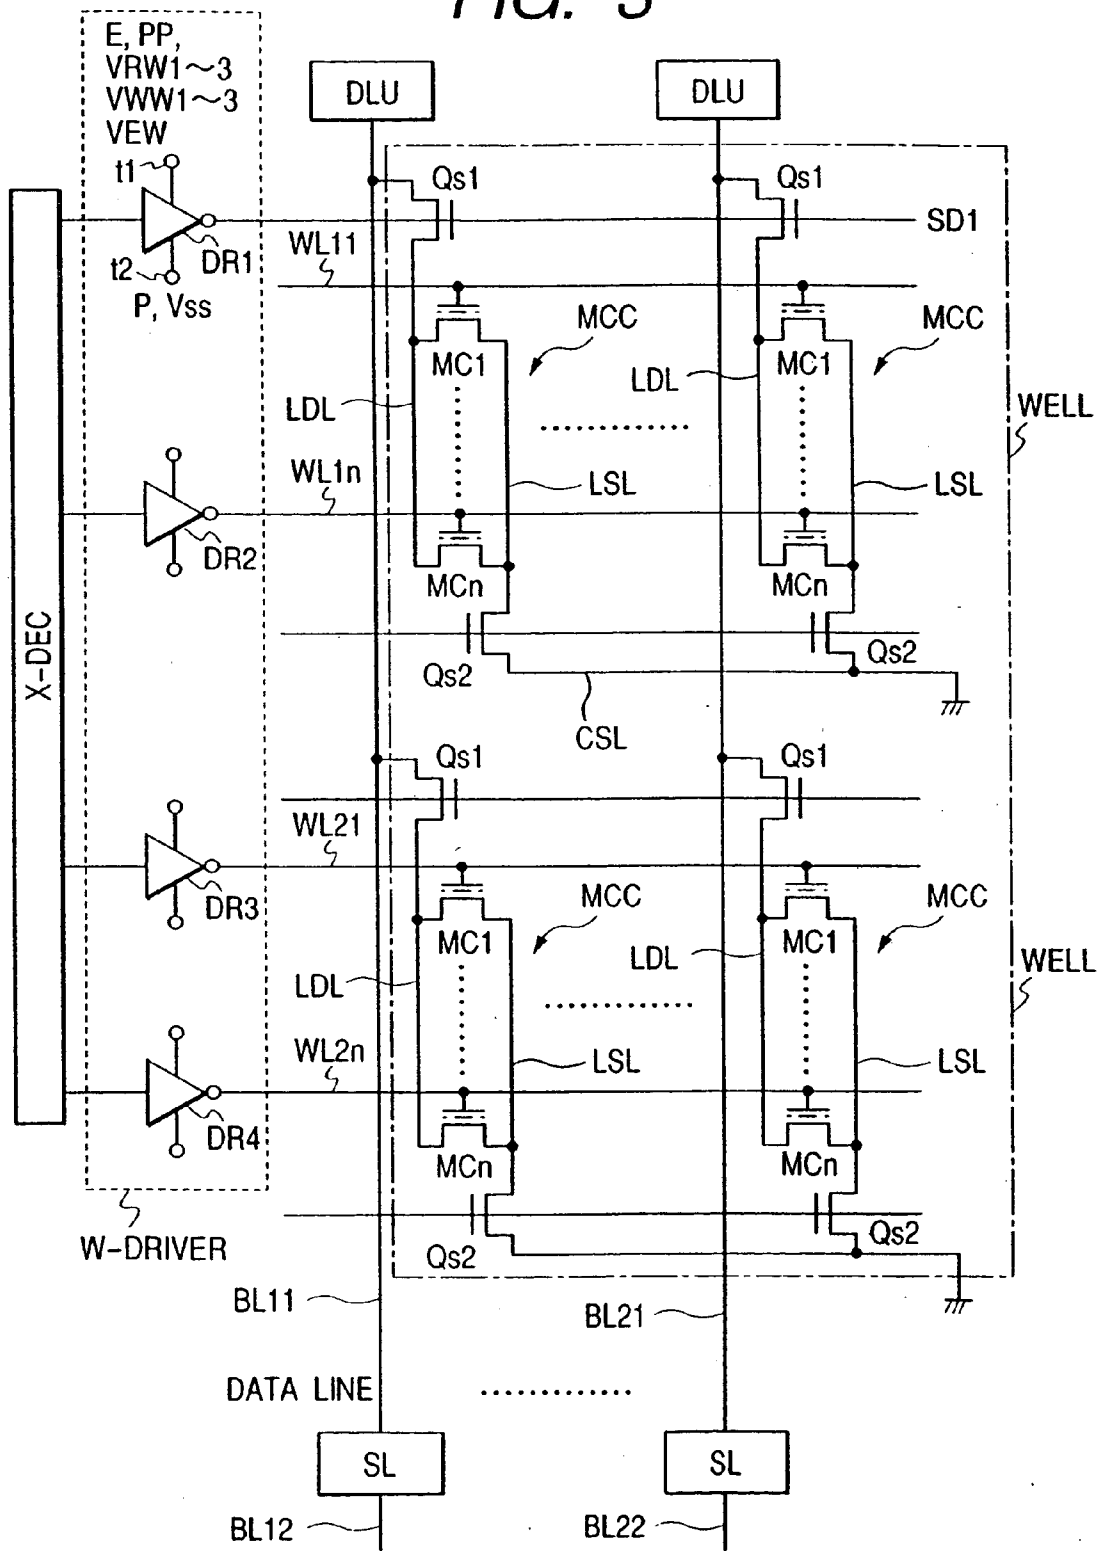 FIG. 3
E, PP,
VRW1~3
VWW1~3
VEW
DLU
DLU
t1
Qs1
Qs1
SD1
DR1
WL11
t2
P, Vss
MCC
MCC
MC1
MC1
LDL
LDL
WELL
WL1n
LSL
LSL
DR2
MCn
MCn
X-DEC
Qs2
Qs2
CSL
Qs1
Qs1
WL21
DR3
MCC
MCC
MC1
MC1
LDL
LDL
WELL
WL2n
LSL
LSL
DR4
MCn
MCn
W-DRIVER
Qs2
Qs2
BL11
BL21
DATA LINE
SL
SL
BL12
BL22